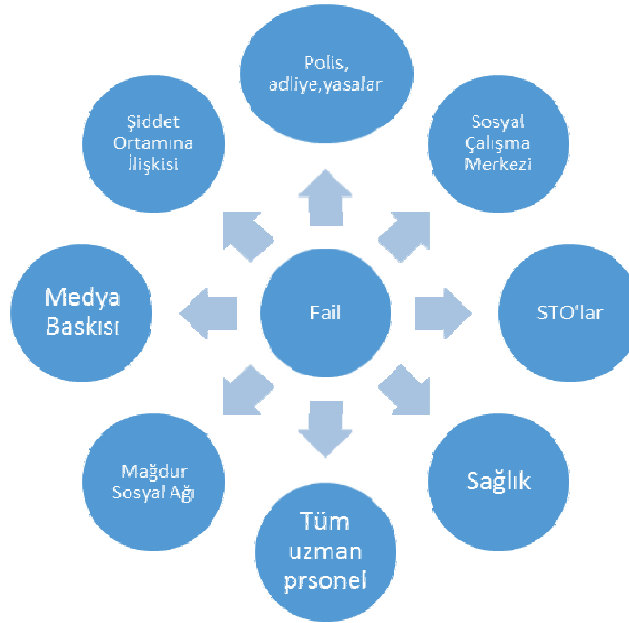 Polis,
adliye,yasalar
Şiddet
Ortamına
İlişkisi
Sosyal
Çalışma
Merkezi
Medya
Baskısı
Fail
STO'lar
Mağdur
Sosyal Ağı
Sağlık
Tüm
uzman
prsonel